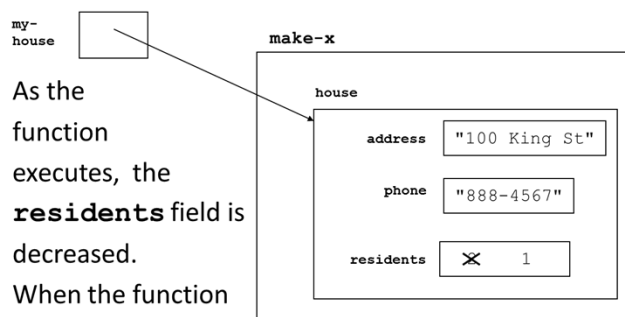 my-
house
As the
function
executes, the
residents field is
decreased.
When the function
make-x
house
address "100 King St"
phone "888-4567"
residents 1